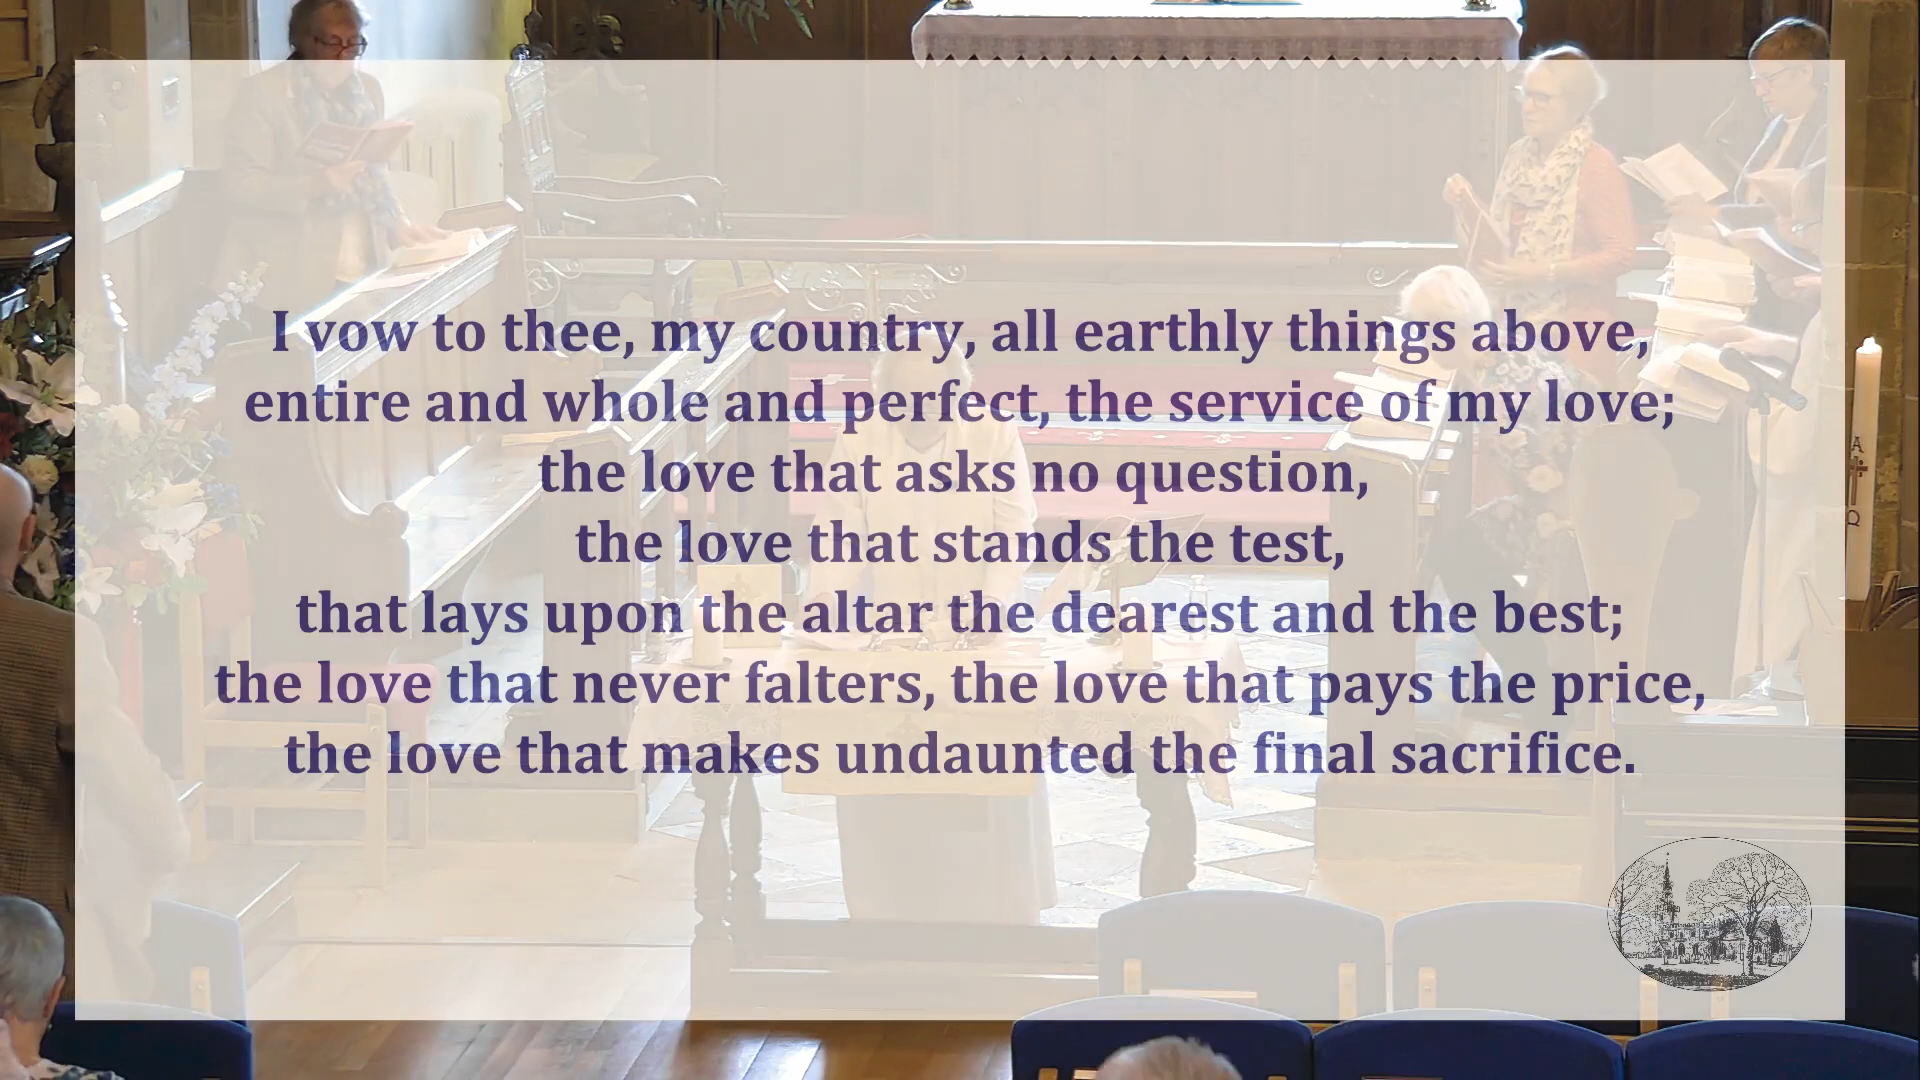 I vow to thee, my country, all earthly things above,
entire and whole and perfect, the service of my love;
the love that asks no question,
the love that stands the test,
that lays upon the altar the dearest and the best;
the love that never falters, the love that pays the price,
the love that makes undaunted the final sacrifice.
A
Ω